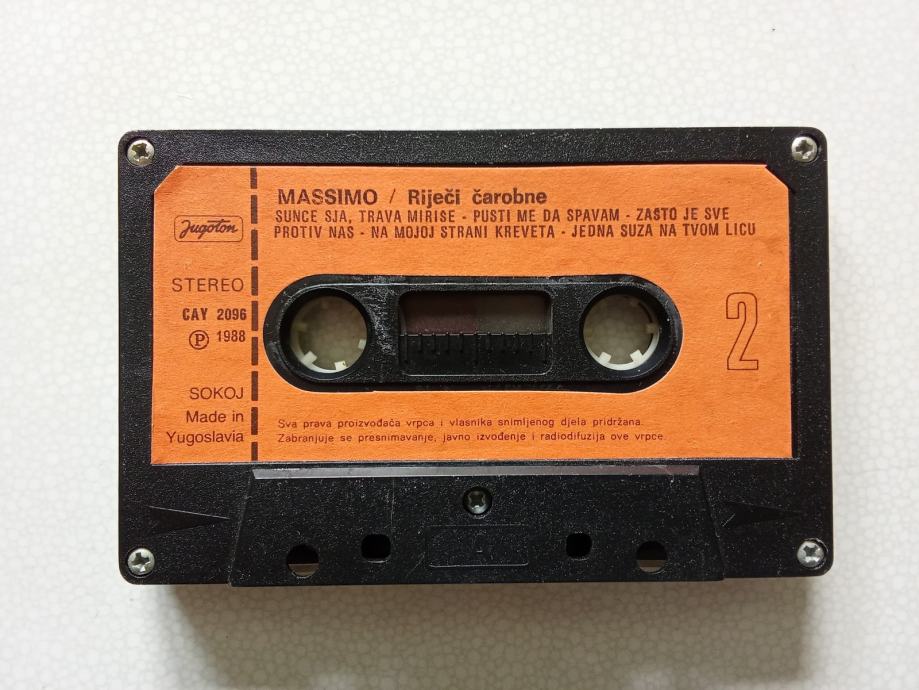 MASSIMO / Riječi čarobne
SUNCE SJA, TRAVA MIRISE - PUSTI ME DA SPAVAM - ZASTO JE SVE
PROTIV NAS - NA MOJOJ STRANI KREVETA - JEDNA SUZA NA TVOM LICU
Jugoton
STEREO
CAY 2096
Ⓟ 1988
SOKOJ
Made in
Yugoslavia
2
Sva prava proizvođača vrpca i vlasnika snimljenog djela pridržana.
Zabranjuje se presnimavanje, javno izvođenje i radiodifuzija ove vrpce.
A